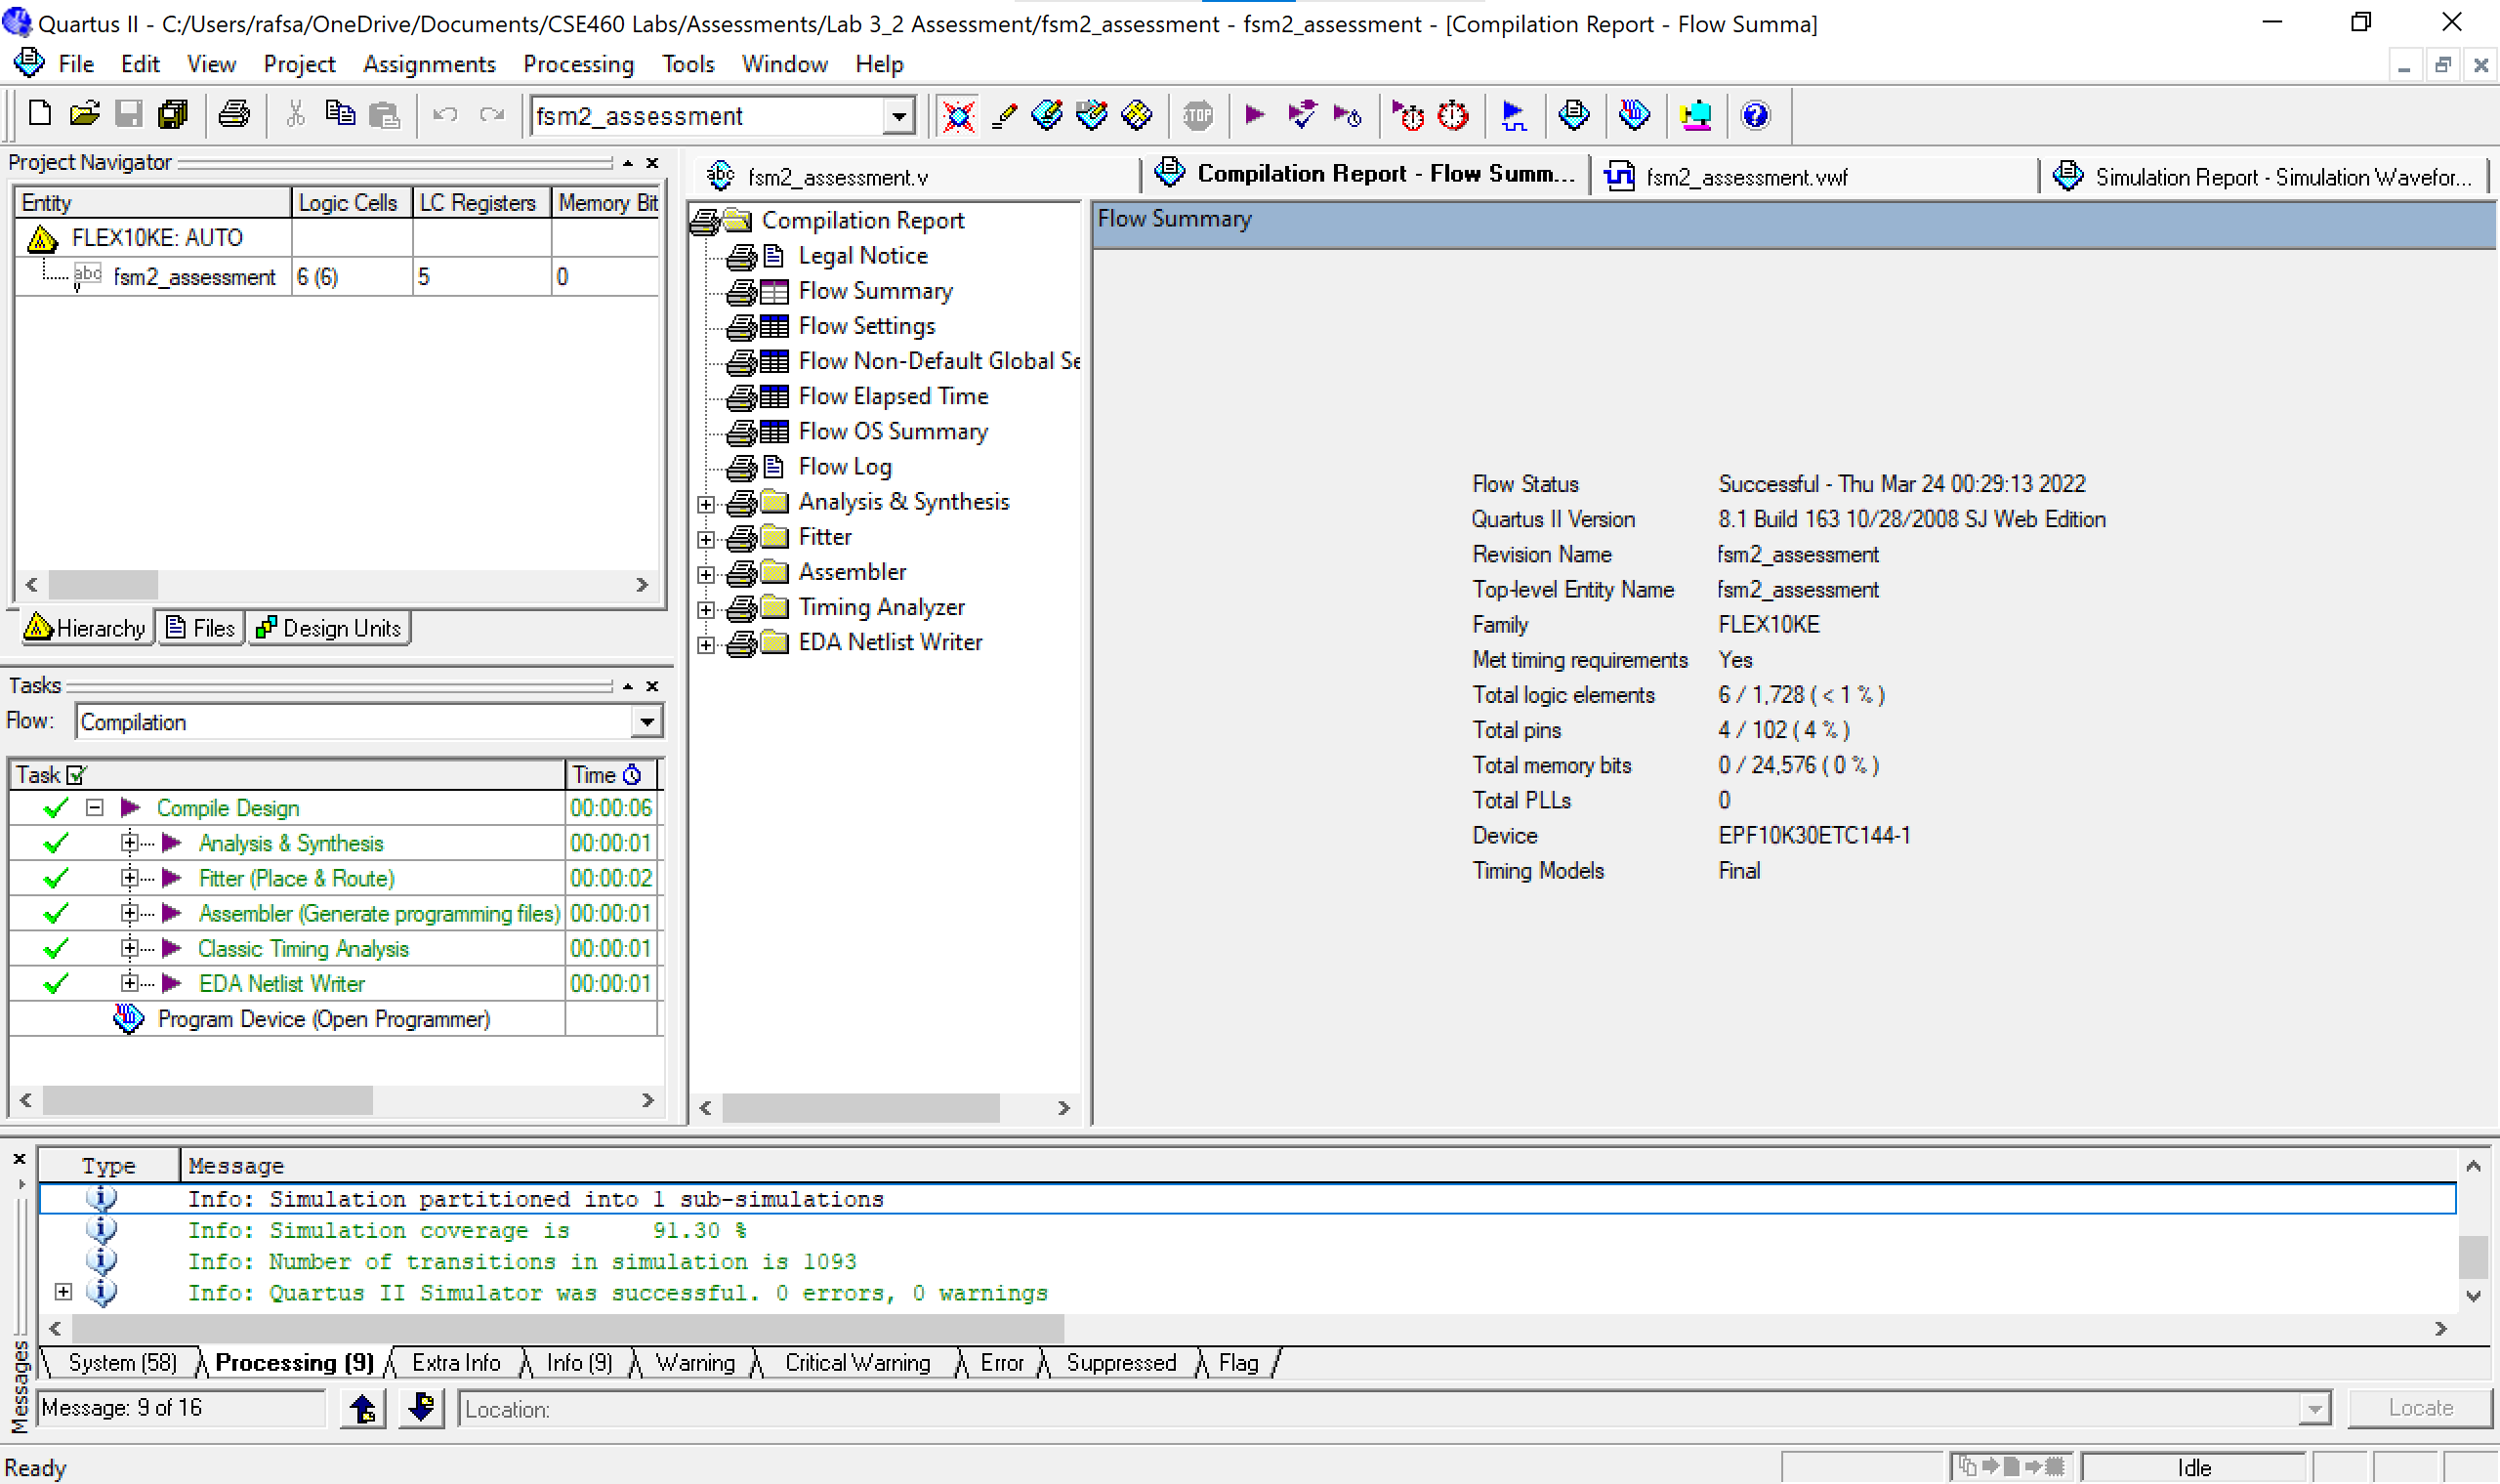 Quartus II - C:/Users/rafsa/OneDrive/Documents/CSE460 Labs/Assessments/Lab 3_2 Assessment/fsm2_assessment - fsm2_assessment - [Compilation Report - Flow Summa]
File Edit View Project Assignments Processing Tools Window Help
fsm2_assessment
STOP
Project Navigator
Entity Logic Cells LC Registers Memory Bit
FLEX10KE: AUTO
abc fsm2_assessment 6 (6) 5 0
Hierarchy Files Design Units
Tasks
Flow: Compilation
Task Time
Compile Design 00:00:06
Analysis & Synthesis 00:00:01
Fitter (Place & Route) 00:00:02
Assembler (Generate programming files) 00:00:01
Classic Timing Analysis 00:00:01
EDA Netlist Writer 00:00:01
Program Device (Open Programmer)
abc fsm2_assessment.v
Compilation Report - Flow Summ...
fsm2_assessment.vwf
Simulation Report - Simulation Wavefor...
Compilation Report
Legal Notice
Flow Summary
Flow Settings
Flow Non-Default Global Se
Flow Elapsed Time
Flow OS Summary
Flow Log
Analysis & Synthesis
Fitter
Assembler
Timing Analyzer
EDA Netlist Writer
Flow Summary
Flow Status Successful - Thu Mar 24 00:29:13 2022
Quartus II Version 8.1 Build 163 10/28/2008 SJ Web Edition
Revision Name fsm2_assessment
Top-level Entity Name fsm2_assessment
Family FLEX10KE
Met timing requirements Yes
Total logic elements 6 / 1,728 ( < 1 % )
Total pins 4 / 102 ( 4 % )
Total memory bits 0 / 24,576 ( 0 % )
Total PLLs 0
Device EPF10K30ETC144-1
Timing Models Final
Type Message
Info: Simulation partitioned into 1 sub-simulations
Info: Simulation coverage is 91.30 %
Info: Number of transitions in simulation is 1093
Info: Quartus II Simulator was successful. 0 errors, 0 warnings
System (58) Processing (9) Extra Info Info (9) Warning Critical Warning Error Suppressed Flag
Messages
Message: 9 of 16 Location: Locate
Ready Idle